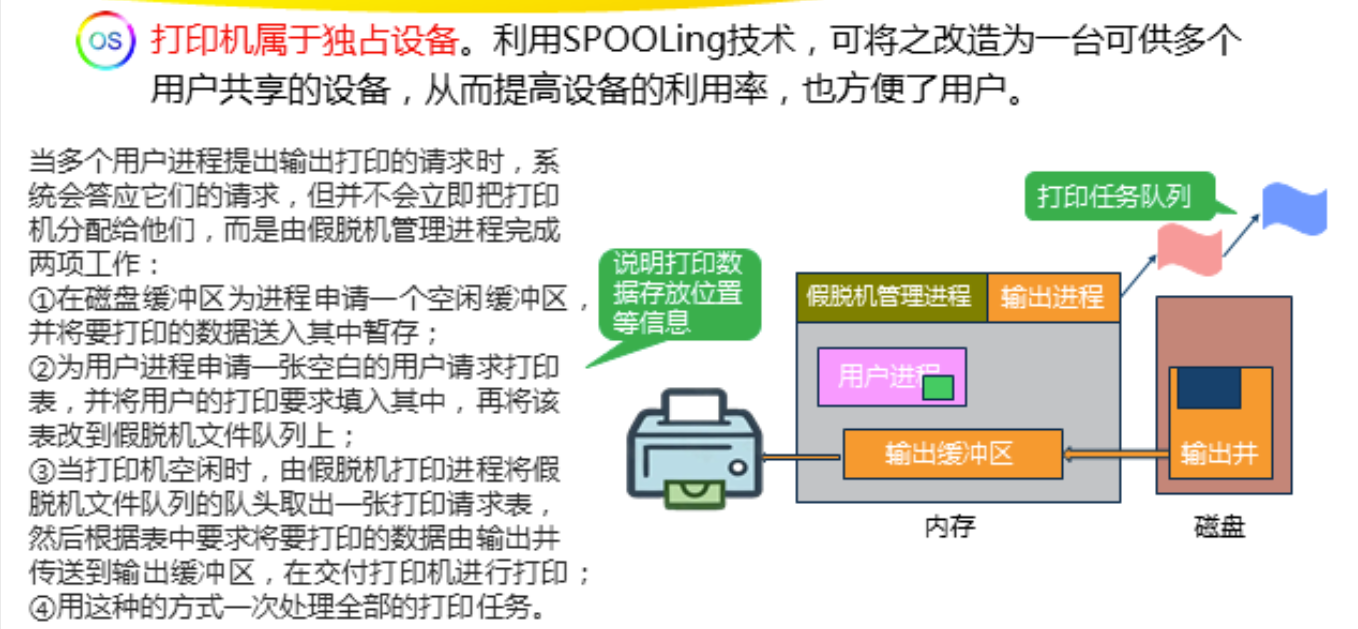 OS 打印机属于独占设备。利用SPOOLing技术，可将之改造为一台可供多个
用户共享的设备，从而提高设备的利用率，也方便了用户。
当多个用户进程提出输出打印的请求时，系
统会答应它们的请求，但并不会立即把打印
机分配给他们，而是由假脱机管理进程完成
两项工作：
①在磁盘缓冲区为进程申请一个空闲缓冲区，
并将要打印的数据送入其中暂存；
②为用户进程申请一张空白的用户请求打印
表，并将用户的打印要求填入其中，再将该
表改到假脱机文件队列上；
③当打印机空闲时，由假脱机打印进程将假
脱机文件队列的队头取出一张打印请求表，
然后根据表中要求将要打印的数据由输出井
传送到输出缓冲区，在交付打印机进行打印；
④用这种的方式一次处理全部的打印任务。
说明打印数
据存放位置
等信息
打印任务队列
假脱机管理进程
输出进程
用户进程
输出缓冲区
输出井
内存
磁盘